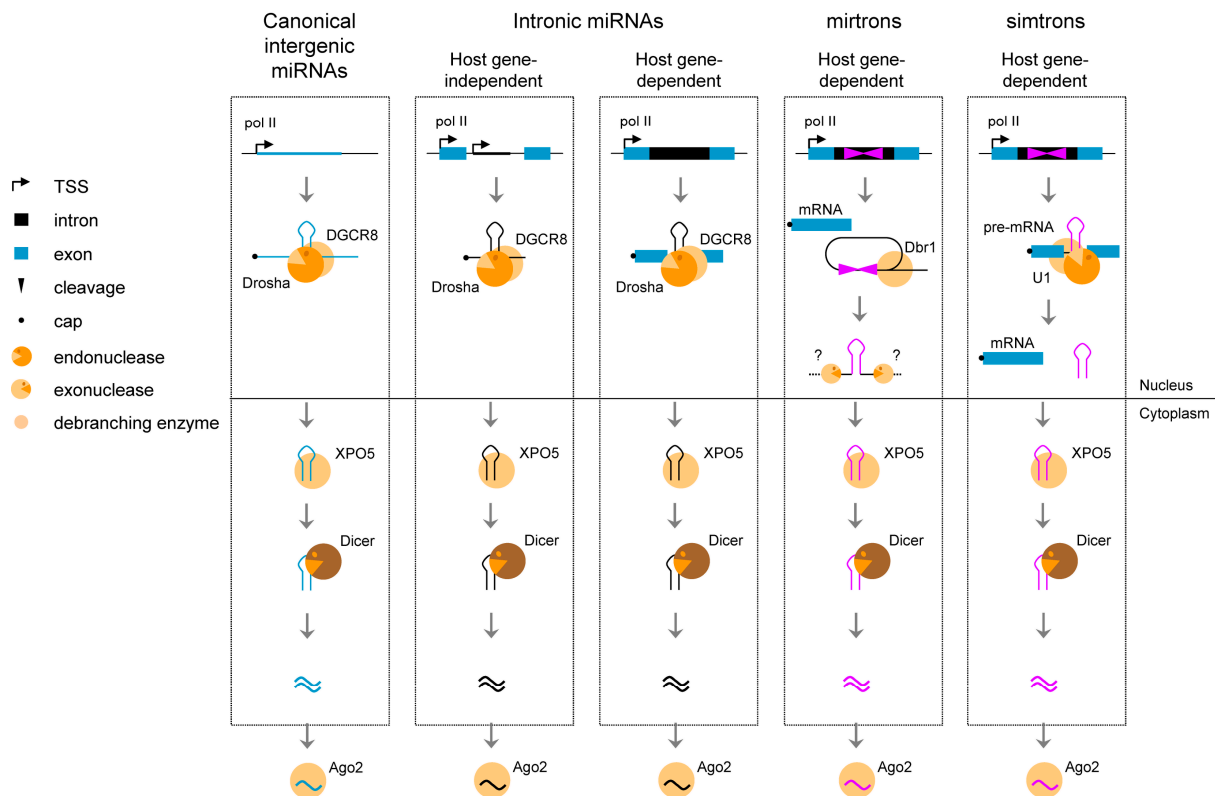 Canonical
intergenic
miRNAs
Intronic miRNAs
mirtrons
simtrons
Host gene-
independent
Host gene-
dependent
Host gene-
dependent
Host gene-
dependent
pol II
pol II
pol II
pol II
pol II
TSS
intron
exon
cleavage
cap
endonuclease
exonuclease
debranching enzyme
DGCR8
Drosha
DGCR8
Drosha
DGCR8
Drosha
mRNA
Dbr1
? ?
pre-mRNA
U1
mRNA
Nucleus
Cytoplasm
XPO5
XPO5
XPO5
XPO5
XPO5
Dicer
Dicer
Dicer
Dicer
Dicer
Ago2
Ago2
Ago2
Ago2
Ago2